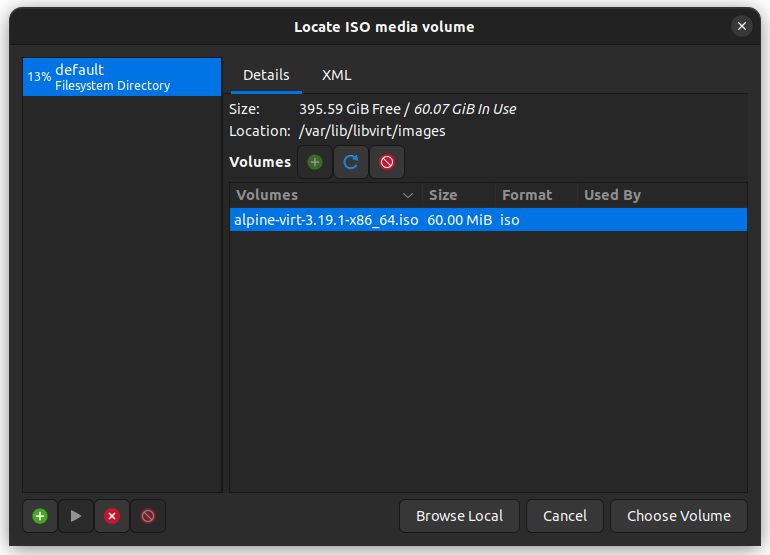 Locate ISO media volume
13% default
Filesystem Directory
Details XML
Size: 395.59 GiB Free / 60.07 GiB In Use
Location: /var/lib/libvirt/images
Volumes
Volumes Size Format Used By
alpine-virt-3.19.1-x86_64.iso 60.00 MiB iso
Browse Local Cancel Choose Volume